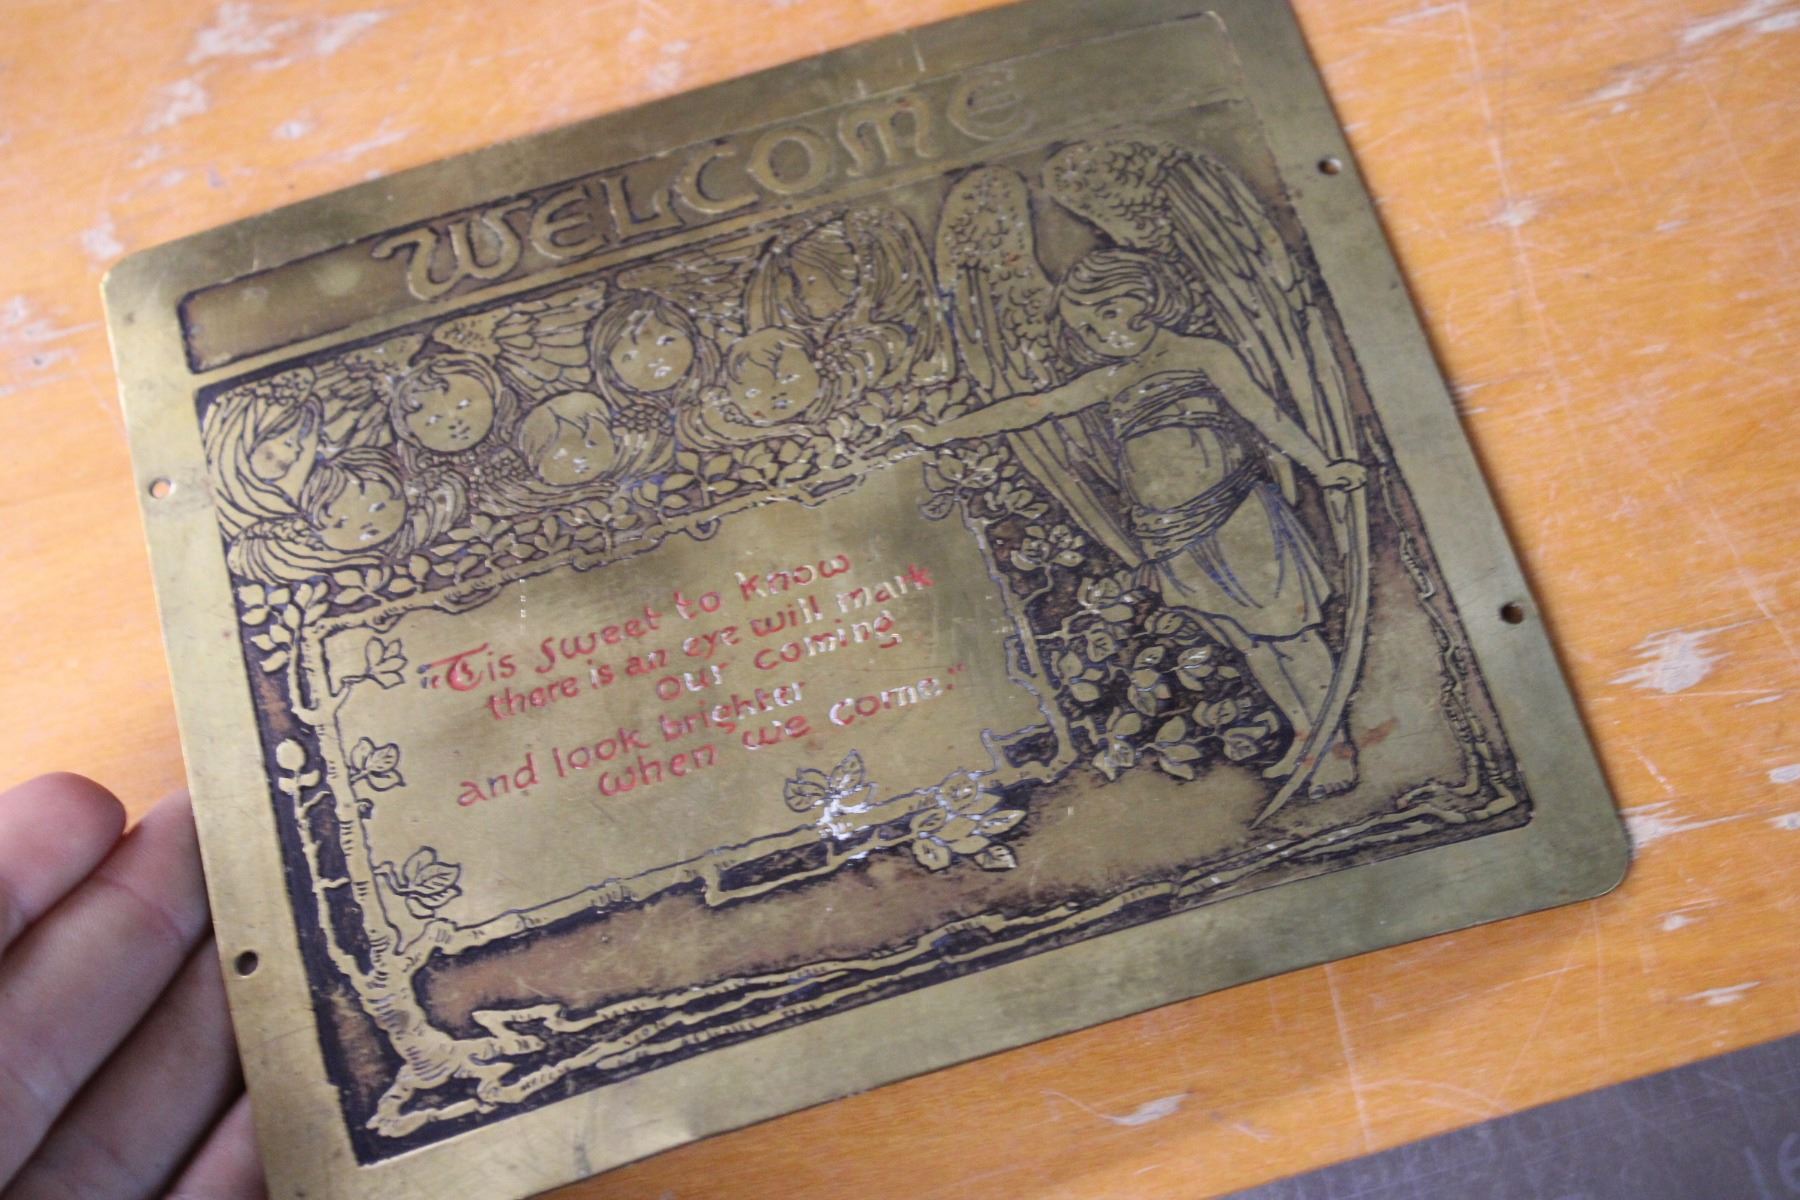 WELCOME
"Tis sweet to know
there is an eye will mark
our coming
and look brighter
when we come."